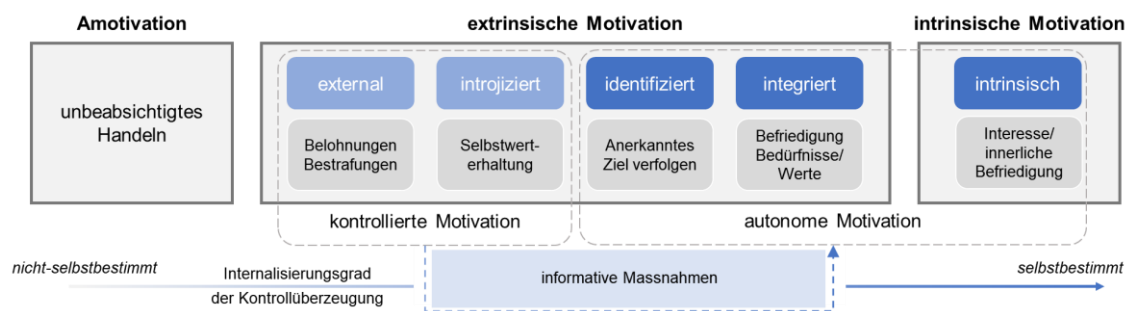 Amotivation
extrinsische Motivation
intrinsische Motivation
unbeabsichtigtes
Handeln
external
introjiziert
identifiziert
integriert
intrinsisch
Belohnungen
Bestrafungen
Selbstwert-
erhaltung
Anerkanntes
Ziel verfolgen
Befriedigung
Bedürfnisse/
Werte
Interesse/
innerliche
Befriedigung
kontrollierte Motivation
autonome Motivation
nicht-selbstbestimmt
Internalisierungsgrad
der Kontrollüberzeugung
informative Massnahmen
selbstbestimmt